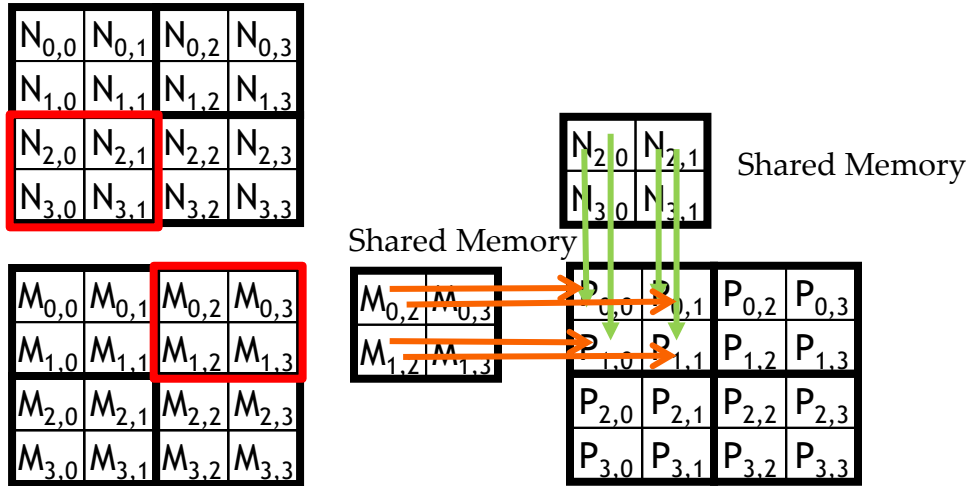 N0,0 N0,1 N0,2 N0,3
N1,0 N1,1 N1,2 N1,3
N2,0 N2,1 N2,2 N2,3
N3,0 N3,1 N3,2 N3,3
N2,0 N2,1
N3,0 N3,1
Shared Memory
Shared Memory
M0,0 M0,1 M0,2 M0,3
M1,0 M1,1 M1,2 M1,3
M2,0 M2,1 M2,2 M2,3
M3,0 M3,1 M3,2 M3,3
M0,2 M0,3
M1,2 M1,3
P0,0 P0,1 P0,2 P0,3
P1,0 P1,1 P1,2 P1,3
P2,0 P2,1 P2,2 P2,3
P3,0 P3,1 P3,2 P3,3